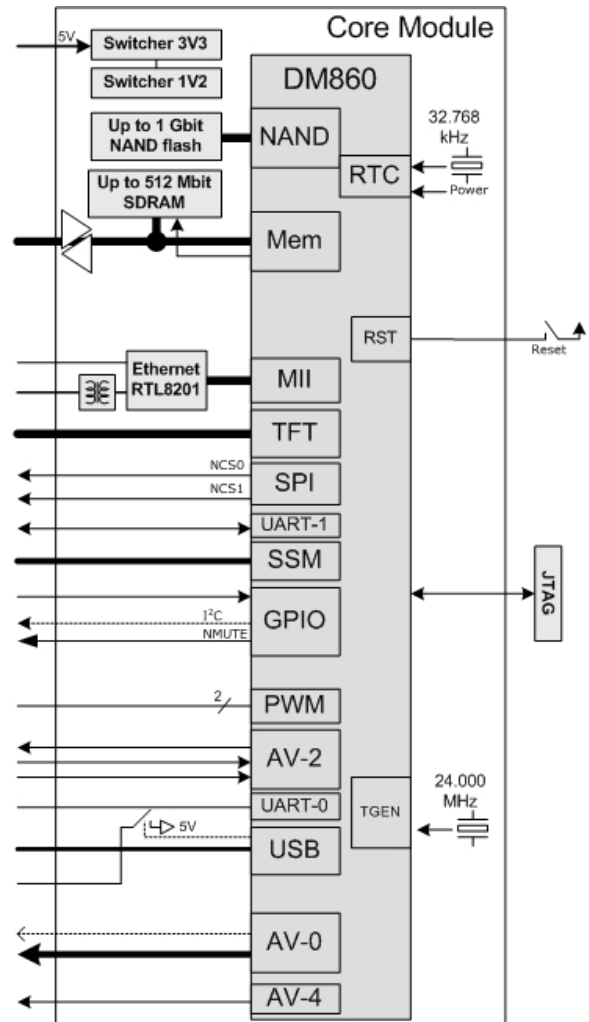 Core Module
5V
Switcher 3V3
Switcher 1V2
DM860
Up to 1 Gbit
NAND flash
NAND
32.768
kHz
RTC
Power
Up to 512 Mbit
SDRAM
Mem
RST
Reset
Ethernet
RTL8201
MII
TFT
NCS0
NCS1
SPI
UART-1
SSM
JTAG
I²C
NMUTE
GPIO
2
PWM
AV-2
24.000
MHz
TGEN
UART-0
5V
USB
AV-0
AV-4